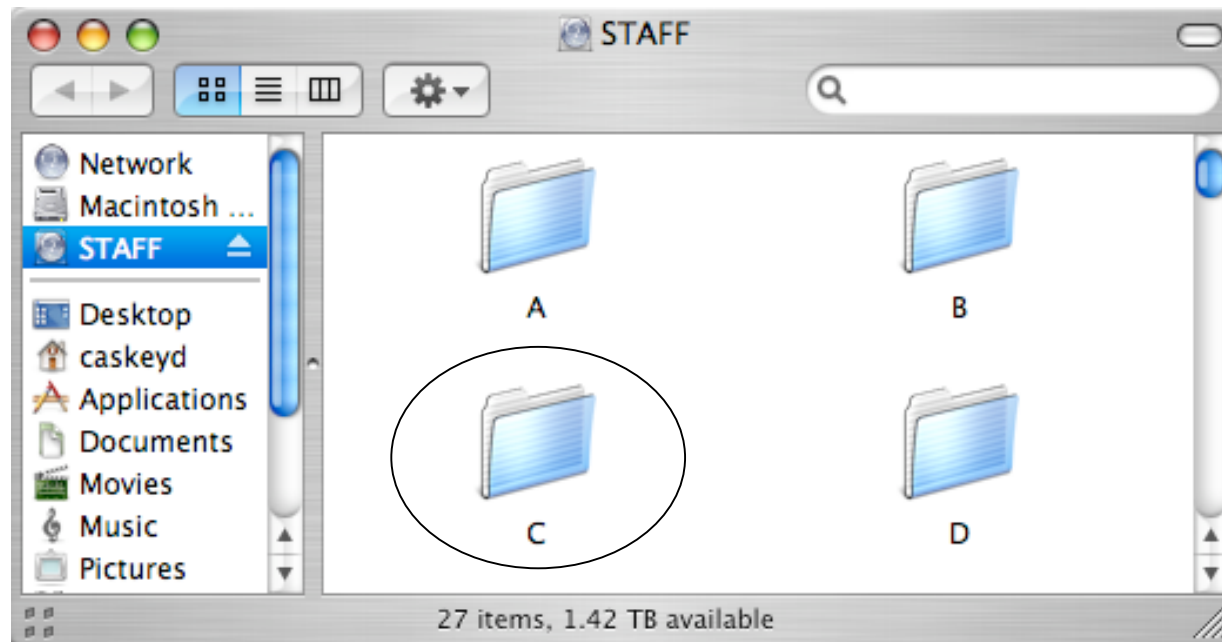 STAFF
Network
Macintosh ...
STAFF
Desktop
caskeyd
Applications
Documents
Movies
Music
Pictures
A
B
C
D
27 items, 1.42 TB available